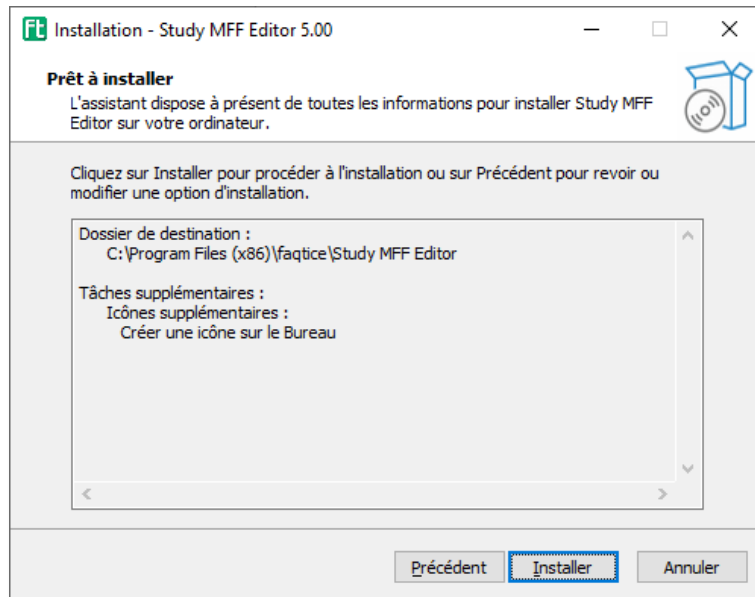 Ft Installation - Study MFF Editor 5.00
Prêt à installer
L'assistant dispose à présent de toutes les informations pour installer Study MFF
Editor sur votre ordinateur.
Cliquez sur Installer pour procéder à l'installation ou sur Précédent pour revoir ou
modifier une option d'installation.
Dossier de destination :
C:\Program Files (x86)\faqtice\Study MFF Editor
Tâches supplémentaires :
Icônes supplémentaires :
Créer une icône sur le Bureau
Précédent Installer Annuler